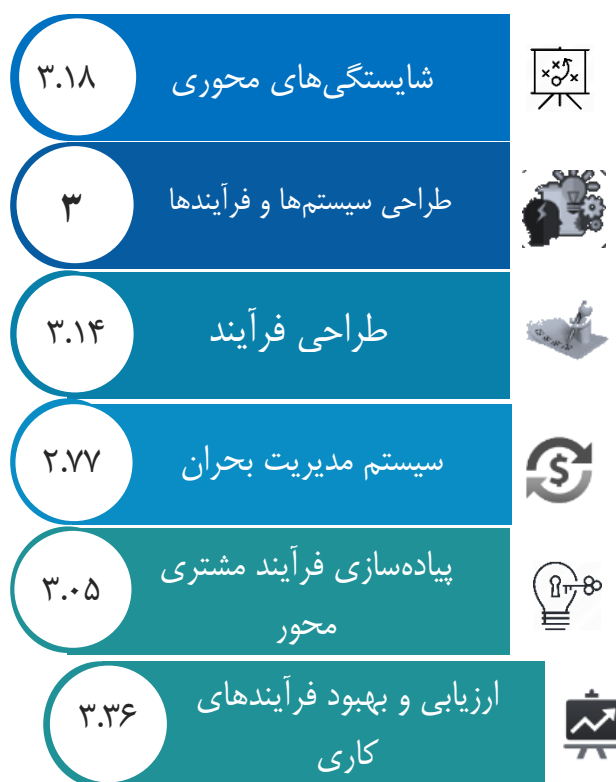 شایستگی‌های محوری
۳.۱۸
طراحی سیستم‌ها و فرآیندها
۳
طراحی فرآیند
۳.۱۴
سیستم مدیریت بحران
۲.۷۷
پیاده‌سازی فرآیند مشتری
محور
۳.۰۵
ارزیابی و بهبود فرآیندهای
کاری
۳.۳۶